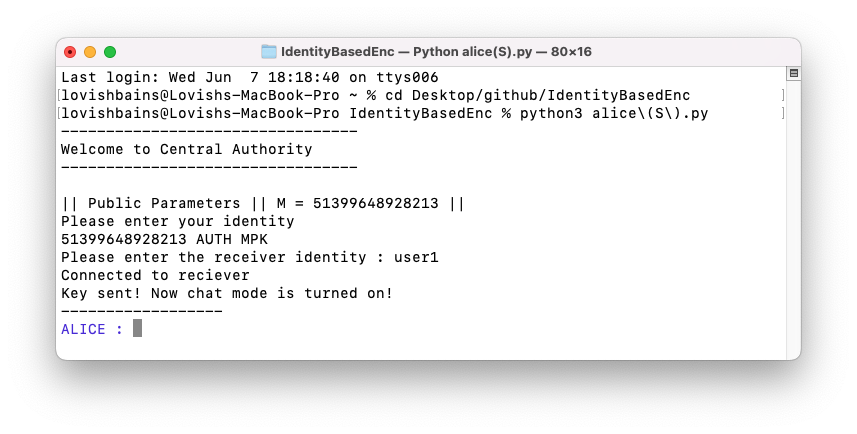 IdentityBasedEnc — Python alice(S).py — 80×16
Last login: Wed Jun  7 18:18:40 on ttys006
[lovishbains@Lovishs-MacBook-Pro ~ % cd Desktop/github/IdentityBasedEnc ]
[lovishbains@Lovishs-MacBook-Pro IdentityBasedEnc % python3 alice\(S\).py ]
---------------------------------
Welcome to Central Authority
---------------------------------
|| Public Parameters || M = 51399648928213 ||
Please enter your identity
51399648928213 AUTH MPK
Please enter the receiver identity : user1
Connected to reciever
Key sent! Now chat mode is turned on!
------------------
ALICE :